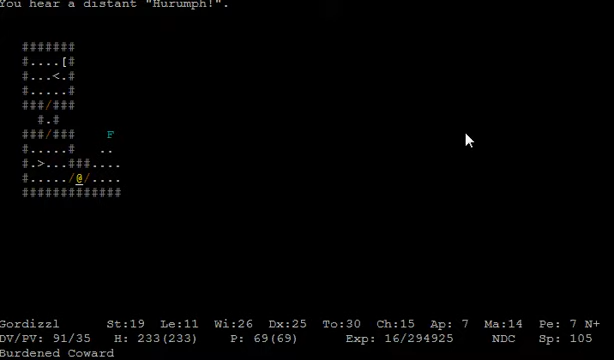 You hear a distant "Hurumph!".
#######
#....[#
#...<.#
#.....#
###/###
#.#
###/### F
#.....# ..
#.>...###....
#...../@/....
#############
Gordizzl St:19 Le:11 Wi:26 Dx:25 To:30 Ch:15 Ap: 7 Ma:14 Pe: 7 N+
DV/PV: 91/35 H: 233(233) P: 69(69) Exp: 16/294925 NDC Sp: 105
Burdened Coward